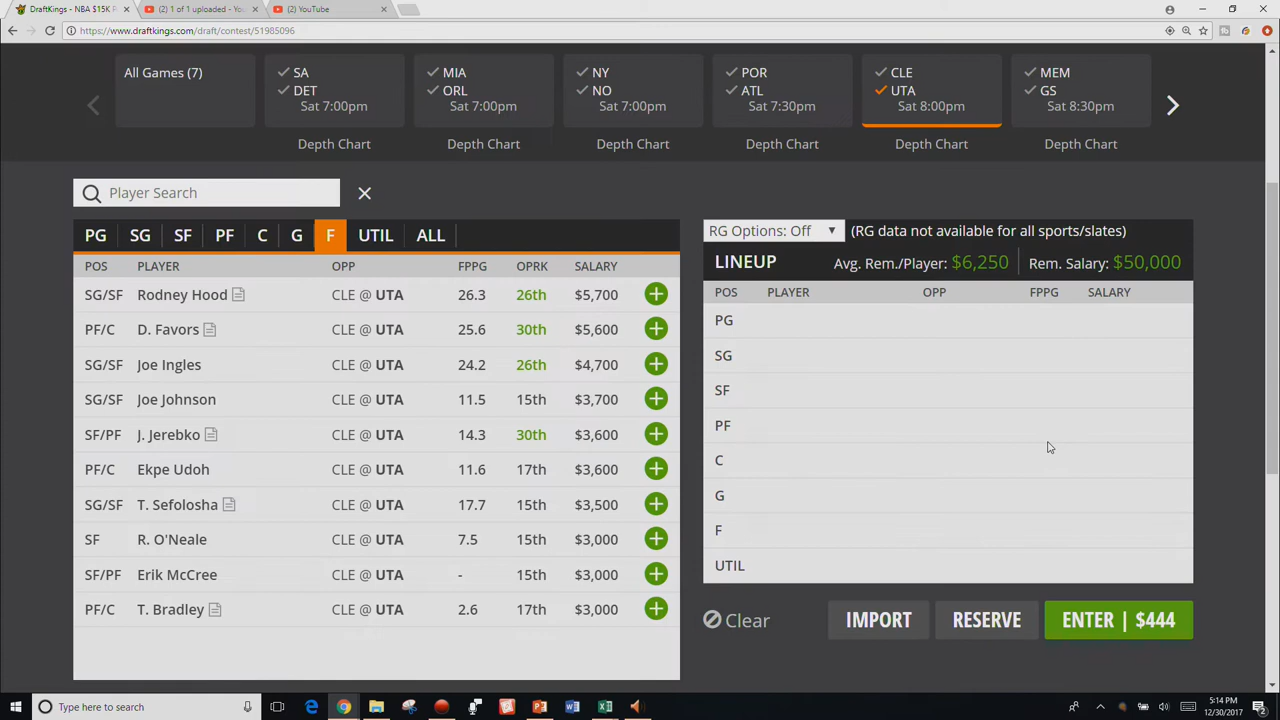 DraftKings - NBA $15K P × (2) 1 of 1 uploaded - You × (2) YouTube ×
https://www.draftkings.com/draft/contest/51985096
All Games (7)
SA MIA NY POR CLE MEM
DET ORL NO ATL UTA GS
Sat 7:00pm Sat 7:00pm Sat 7:00pm Sat 7:30pm Sat 8:00pm Sat 8:30pm
Depth Chart Depth Chart Depth Chart Depth Chart Depth Chart Depth Chart
Player Search
PG SG SF PF C G F UTIL ALL
POS PLAYER OPP FPPG OPRK SALARY
SG/SF Rodney Hood CLE @ UTA 26.3 26th $5,700
PF/C D. Favors CLE @ UTA 25.6 30th $5,600
SG/SF Joe Ingles CLE @ UTA 24.2 26th $4,700
SG/SF Joe Johnson CLE @ UTA 11.5 15th $3,700
SF/PF J. Jerebko CLE @ UTA 14.3 30th $3,600
PF/C Ekpe Udoh CLE @ UTA 11.6 17th $3,600
SG/SF T. Sefolosha CLE @ UTA 17.7 15th $3,500
SF R. O'Neale CLE @ UTA 7.5 15th $3,000
SF/PF Erik McCree CLE @ UTA - 15th $3,000
PF/C T. Bradley CLE @ UTA 2.6 17th $3,000
RG Options: Off (RG data not available for all sports/slates)
LINEUP Avg. Rem./Player: $6,250 Rem. Salary: $50,000
POS PLAYER OPP FPPG SALARY
PG
SG
SF
PF
C
G
F
UTIL
Clear IMPORT RESERVE ENTER | $444
Type here to search
5:14 PM
12/30/2017